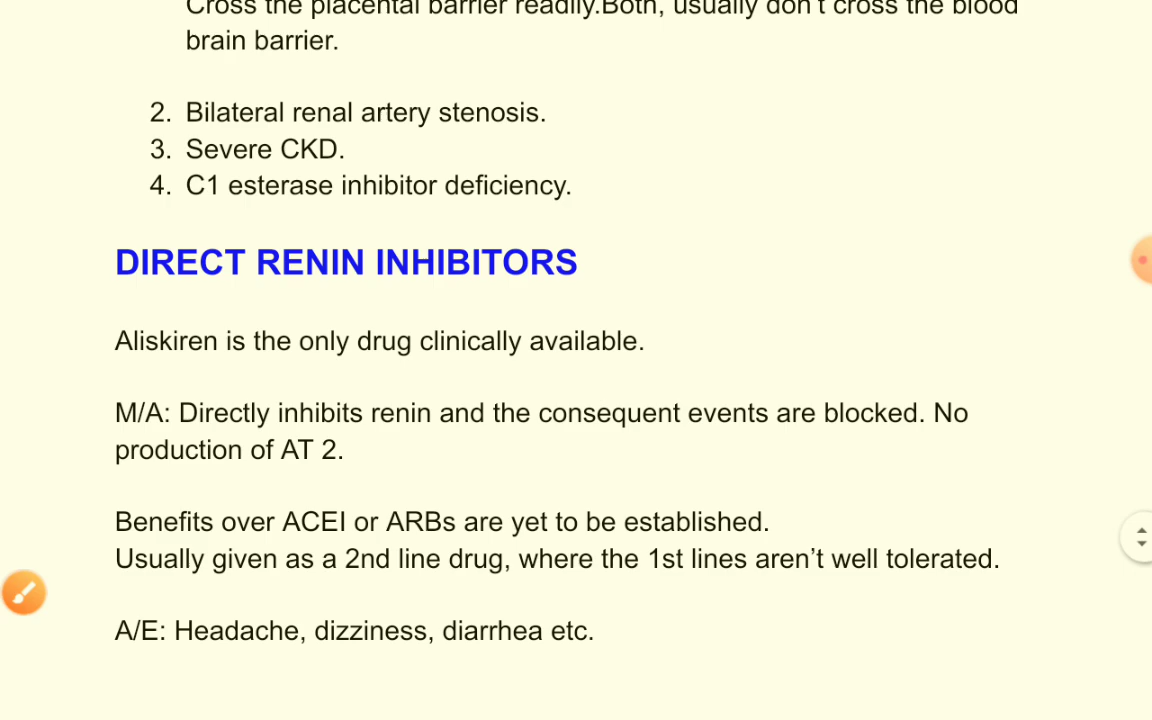 Cross the placental barrier readily.Both, usually don't cross the blood
brain barrier.
2. Bilateral renal artery stenosis.
3. Severe CKD.
4. C1 esterase inhibitor deficiency.
DIRECT RENIN INHIBITORS
Aliskiren is the only drug clinically available.
M/A: Directly inhibits renin and the consequent events are blocked. No
production of AT 2.
Benefits over ACEI or ARBs are yet to be established.
Usually given as a 2nd line drug, where the 1st lines aren’t well tolerated.
A/E: Headache, dizziness, diarrhea etc.